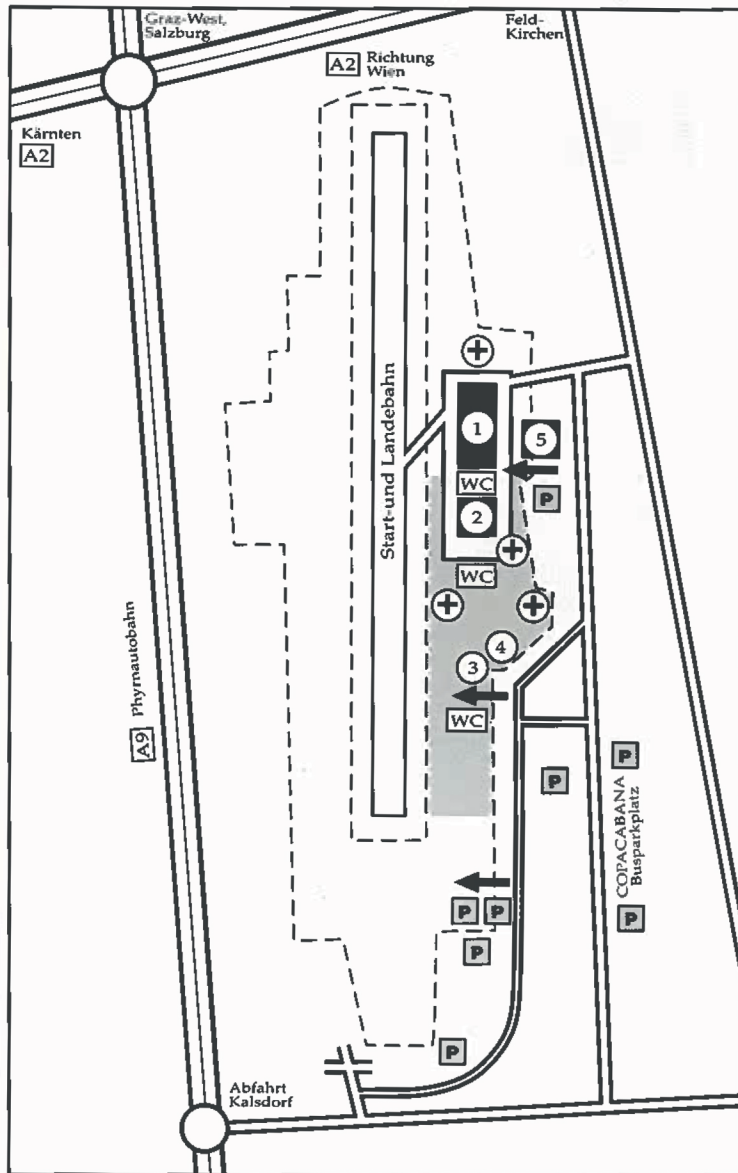 Graz-West,
Salzburg
Feld-
Kirchen
A2 Richtung
Wien
Kärnten
A2
Start-und Landebahn
1
5
WC
P
2
WC
4
3
WC
A9 Phyrnautobahn
P
P
COPACABANA
Busparkplatz
P
P
P
P
P
Abfahrt
Kalsdorf